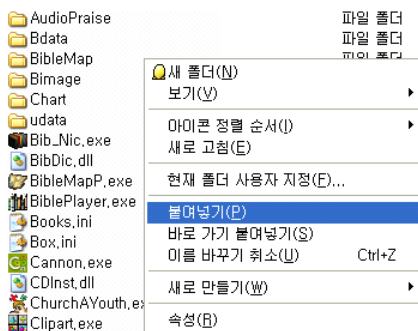 AudioPraise 파일 폴더
Bdata 파일 폴더
BibleMap 파일 폴더
Bimage 새 폴더(N)
Chart 보기(V)
udata 아이콘 정렬 순서(I)
Bib_Nic.exe 새로 고침(E)
BibDic.dll
BibleMapP.exe 현재 폴더 사용자 지정(F)...
BiblePlayer.exe
Books.ini 붙여넣기(P)
Box.ini 바로 가기 붙여넣기(S)
Cannon.exe 이름 바꾸기 취소(U) Ctrl+Z
CDInst.dll 새로 만들기(W)
ChurchAYouth.ex
Clipart.exe 속성(R)